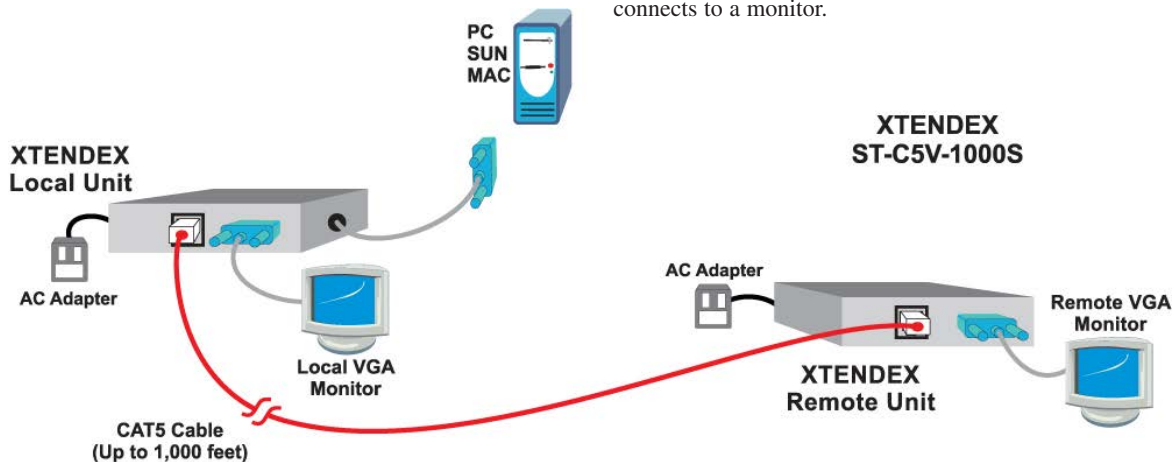 connects to a monitor.
PC
SUN
MAC
XTENDEX
ST-C5V-1000S
XTENDEX
Local Unit
AC Adapter
Local VGA
Monitor
CAT5 Cable
(Up to 1,000 feet)
AC Adapter
XTENDEX
Remote Unit
Remote VGA
Monitor